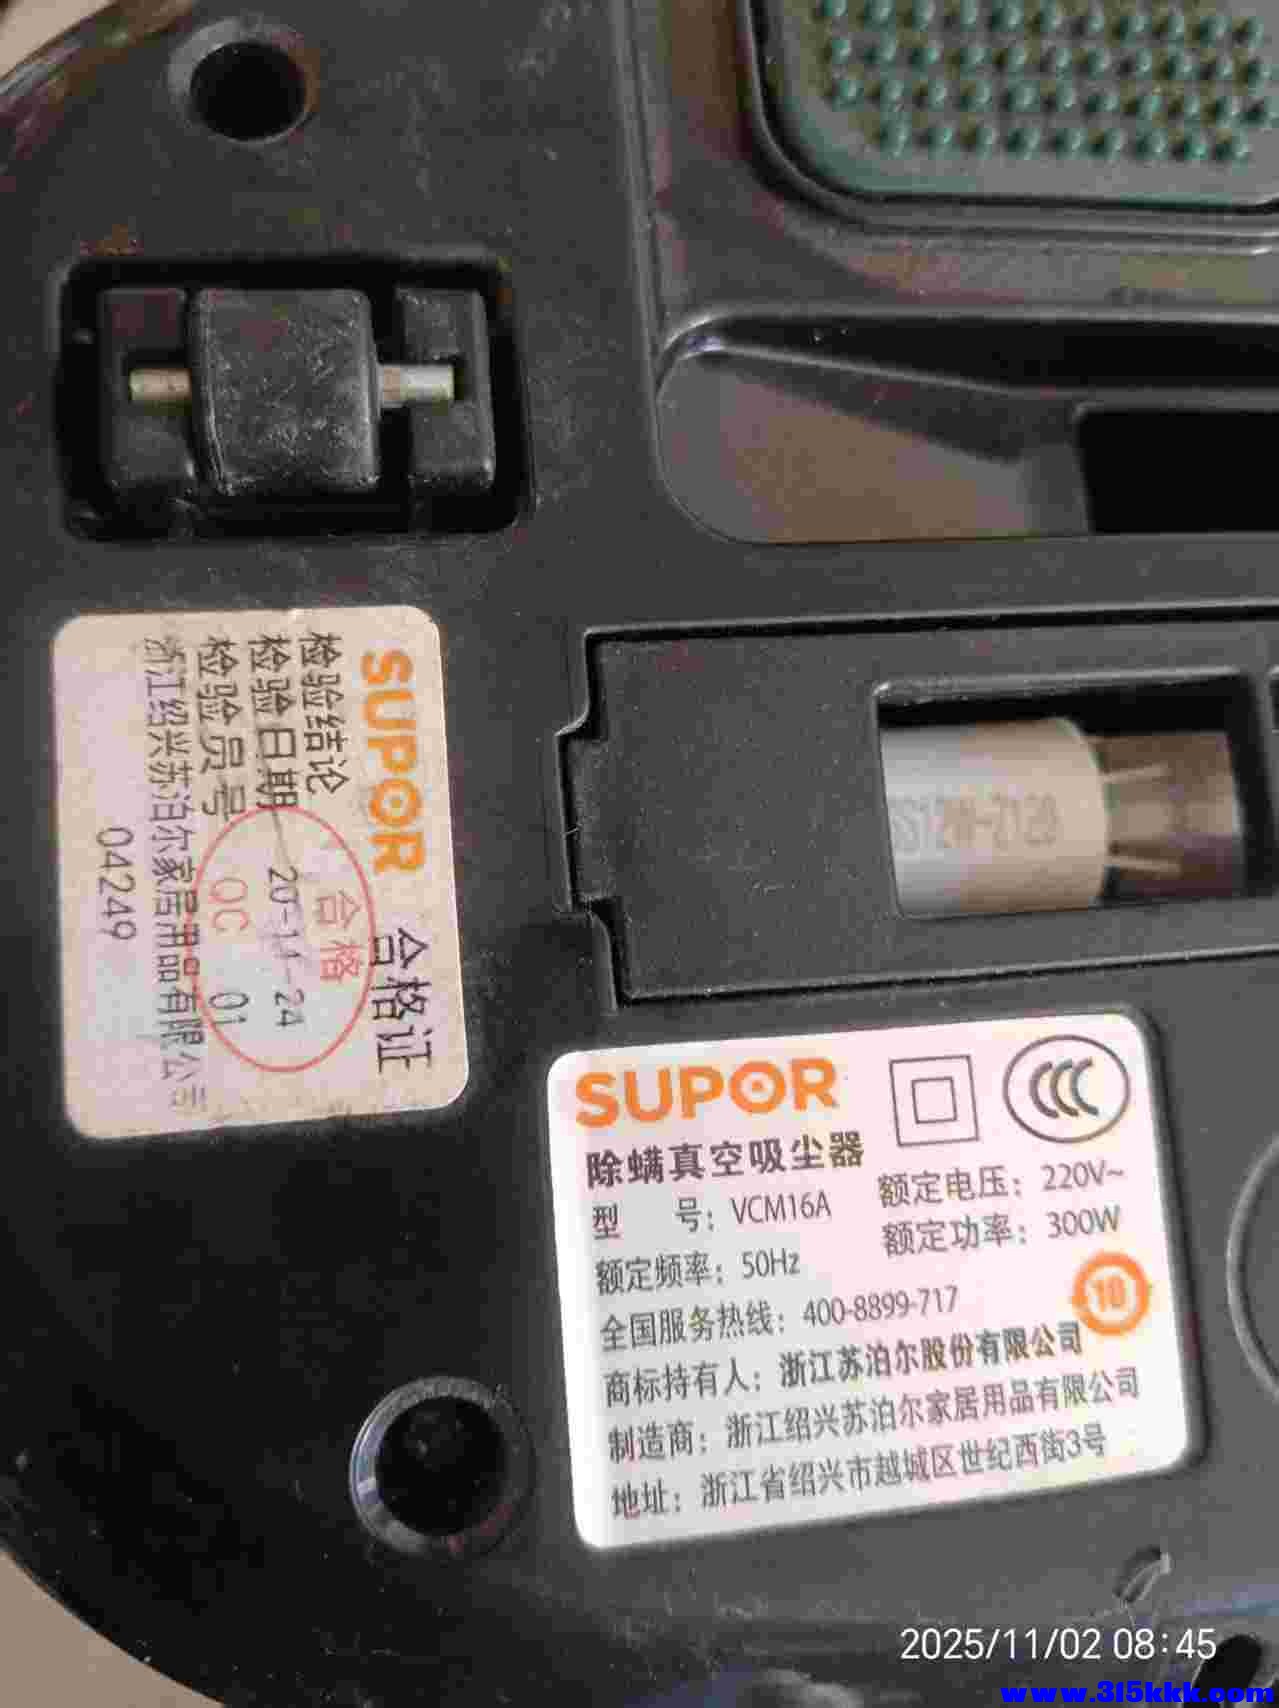 SUPOR 合格证
检验结论 合格
检验日期 20-11-24
检验员号 QC 01
浙江绍兴苏泊尔家居用品有限公司
04249
SS12W-7120
SUPOR
除螨真空吸尘器
型 号：VCM16A
额定电压：220V~
额定功率：300W
额定频率：50Hz
全国服务热线：400-8899-717
10
商标持有人：浙江苏泊尔股份有限公司
制造商：浙江绍兴苏泊尔家居用品有限公司
地址：浙江省绍兴市越城区世纪西街3号
2025/11/02 08:45
www.315kkk.com